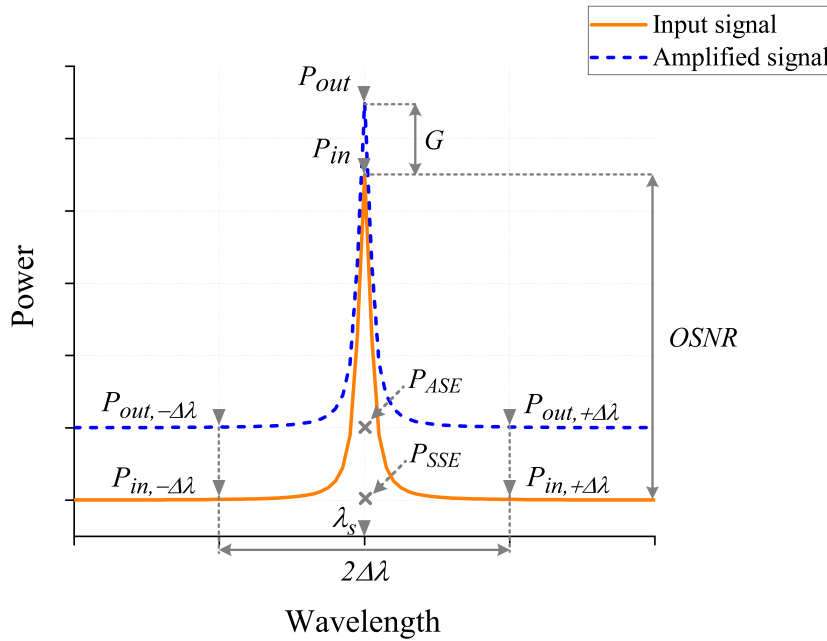 Input signal
Amplified signal
P_out
P_in
G
OSNR
P_ASE
P_out,−Δλ
P_out,+Δλ
P_SSE
P_in,−Δλ
P_in,+Δλ
λ_s
2Δλ
Power
Wavelength